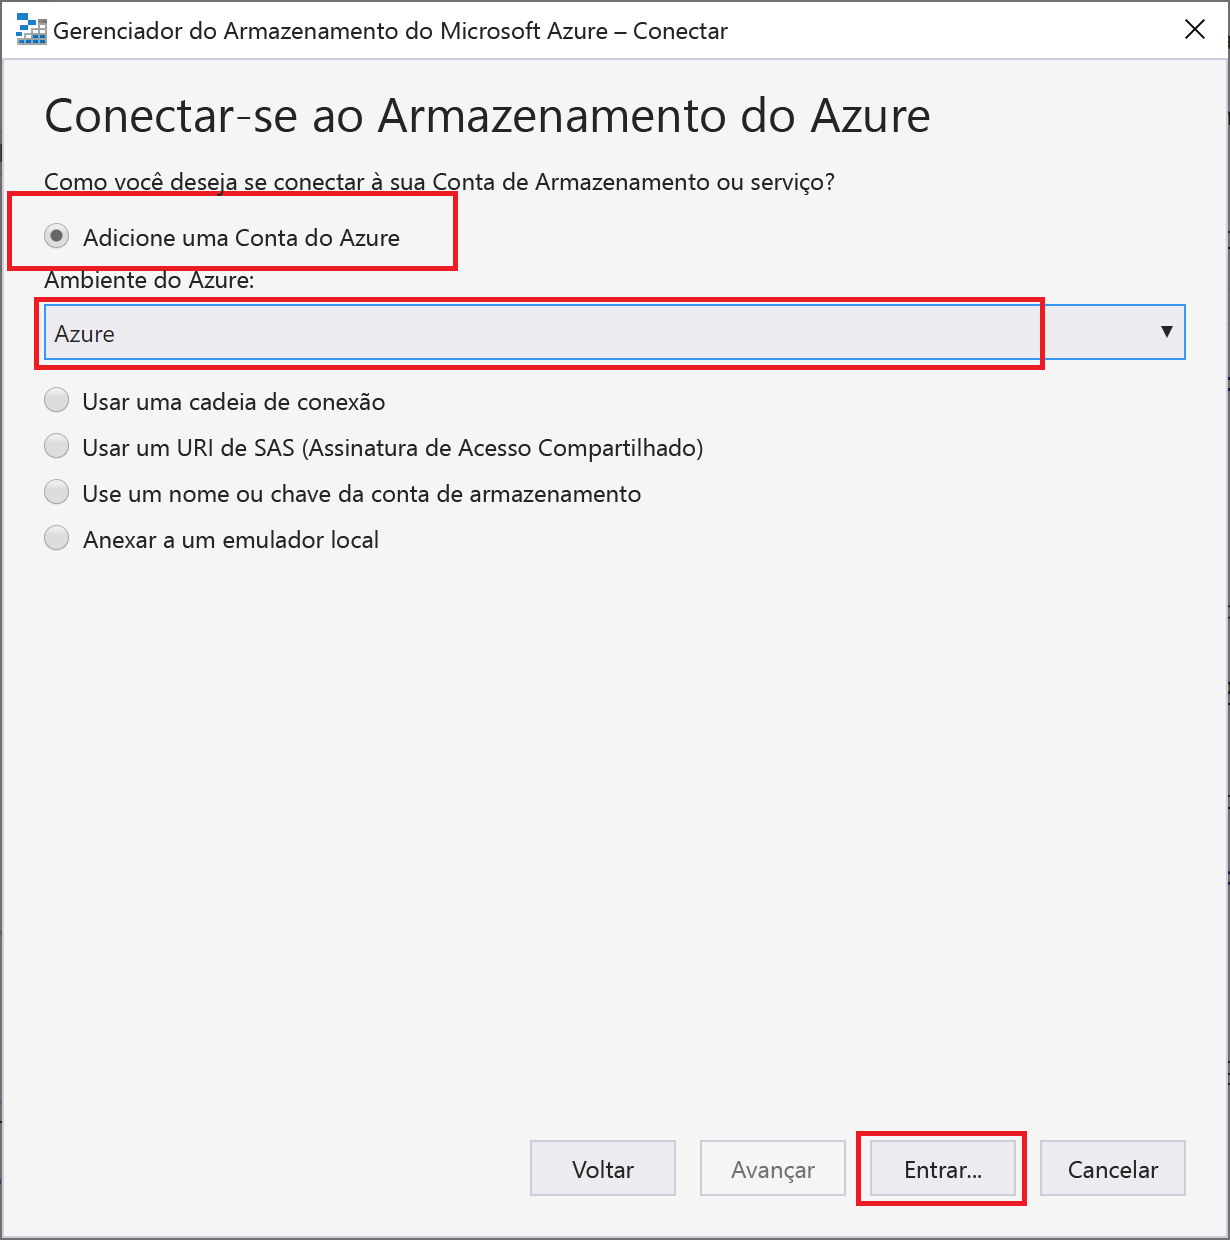 Gerenciador do Armazenamento do Microsoft Azure – Conectar
Conectar-se ao Armazenamento do Azure
Como você deseja se conectar à sua Conta de Armazenamento ou serviço?
Adicione uma Conta do Azure
Ambiente do Azure:
Azure
Usar uma cadeia de conexão
Usar um URI de SAS (Assinatura de Acesso Compartilhado)
Use um nome ou chave da conta de armazenamento
Anexar a um emulador local
Voltar
Avançar
Entrar...
Cancelar